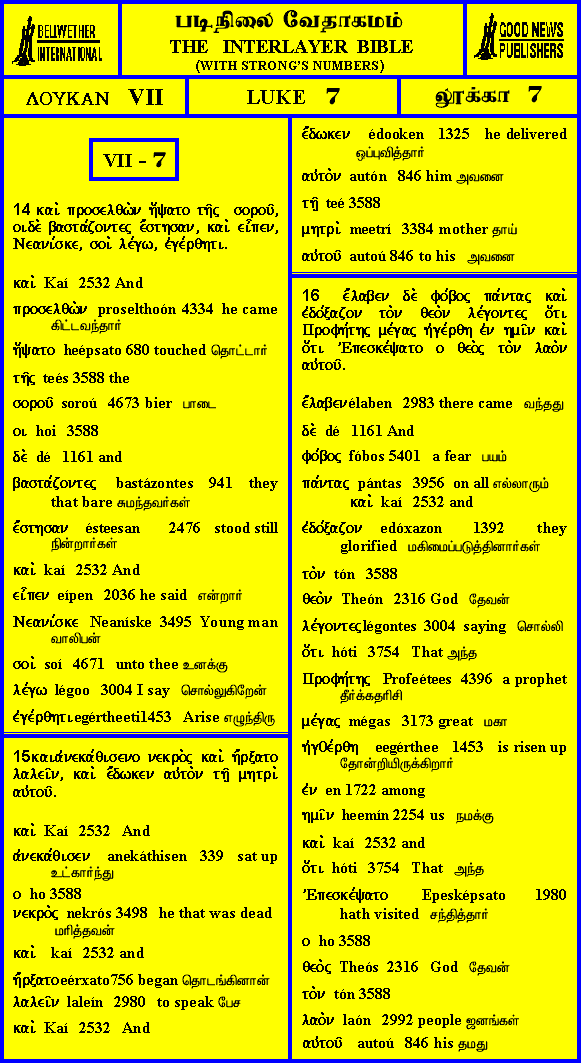 BELLWETHER
INTERNATIONAL
படிநிலை வேதாகமம்
THE INTERLAYER BIBLE
(WITH STRONG'S NUMBERS)
GOOD NEWS
PUBLISHERS
ΛΟΥΚΑΝ VII
LUKE 7
லூக்கா 7
VII - 7
14 καὶ προσελθὼν ἥψατο τῆς σοροῦ,
οιδὲ βαστάζοντες ἔστησαν, καὶ εἶπεν,
Νεανίσκε, σοὶ λέγω, ἐγέρθητι.
καὶ Kaí 2532 And
προσελθὼν proselthoón 4334 he came
கிட்டவந்தார்
ἥψατο heépsato 680 touched தொட்டார்
τῆς teés 3588 the
σοροῦ soroú 4673 bier பாடை
οι hoi 3588
δὲ dé 1161 and
βαστάζοντες bastázontes 941 they
that bare சுமந்தவர்கள்
ἔστησαν ésteesan 2476 stood still
நின்றார்கள்
καὶ kaí 2532 And
εἶπεν eípen 2036 he said என்றார்
Νεανίσκε Neaníske 3495 Young man
வாலிபன்
σοὶ soí 4671 unto thee உனக்கு
λέγω légoo 3004 I say சொல்லுகிறேன்
ἐγέρθητι egértheeti1453 Arise எழுந்திரு
15καιἀνεκάθισενο νεκρὸς καὶ ἤρξατο
λαλεῖν, καὶ ἔδωκεν αὐτὸν τῇ μητρὶ
αὐτοῦ.
καὶ Kaí 2532 And
ἀνεκάθισεν anekáthisen 339 sat up
உட்கார்ந்து
ο ho 3588
νεκρὸς nekrós 3498 he that was dead
மரித்தவன்
καὶ kaí 2532 and
ἤρξατοeérxato756 began தொடங்கினான்
λαλεῖν laleín 2980 to speak பேச
καὶ Kaí 2532 And
ἔδωκεν édooken 1325 he delivered
ஒப்புவித்தார்
αὐτὸν autón 846 him அவனை
τῇ teé 3588
μητρὶ meetrí 3384 mother தாய்
αὐτοῦ autoú 846 to his அவனை
16 ἔλαβεν δὲ φόβος πάντας καὶ
ἐδόξαζον τὸν θεὸν λέγοντες ὅτι
Προφήτης μέγας ἠγέρθη ἐν ημῖν καὶ
ὅτι Ἐπεσκέψατο ο θεὸς τὸν λαὸν
αὐτοῦ.
ἔλαβενélaben 2983 there came வந்தது
δὲ dé 1161 And
φόβος fóbos 5401 a fear பயம்
πάντας pántas 3956 on all எல்லாரும்
καὶ kaí 2532 and
ἐδόξαζον edóxazon 1392 they
glorified மகிமைப்படுத்தினார்கள்
τὸν tón 3588
θεὸν Theón 2316 God தேவன்
λέγοντεςlégontes 3004 saying சொல்லி
ὅτι hóti 3754 That அந்த
Προφήτης Profeétees 4396 a prophet
தீர்க்கதரிசி
μέγας mégas 3173 great மகா
ἠγθέρθη eegérthee 1453 is risen up
தோன்றியிருக்கிறார்
ἐν en 1722 among
ημῖν heemín 2254 us நமக்கு
καὶ kaí 2532 and
ὅτι hóti 3754 That அந்த
Ἐπεσκέψατο Epesképsato 1980
hath visited சந்தித்தார்
ο ho 3588
θεὸς Theós 2316 God தேவன்
τὸν tón 3588
λαὸν laón 2992 people ஜனங்கள்
αὐτοῦ autoú 846 his தமது